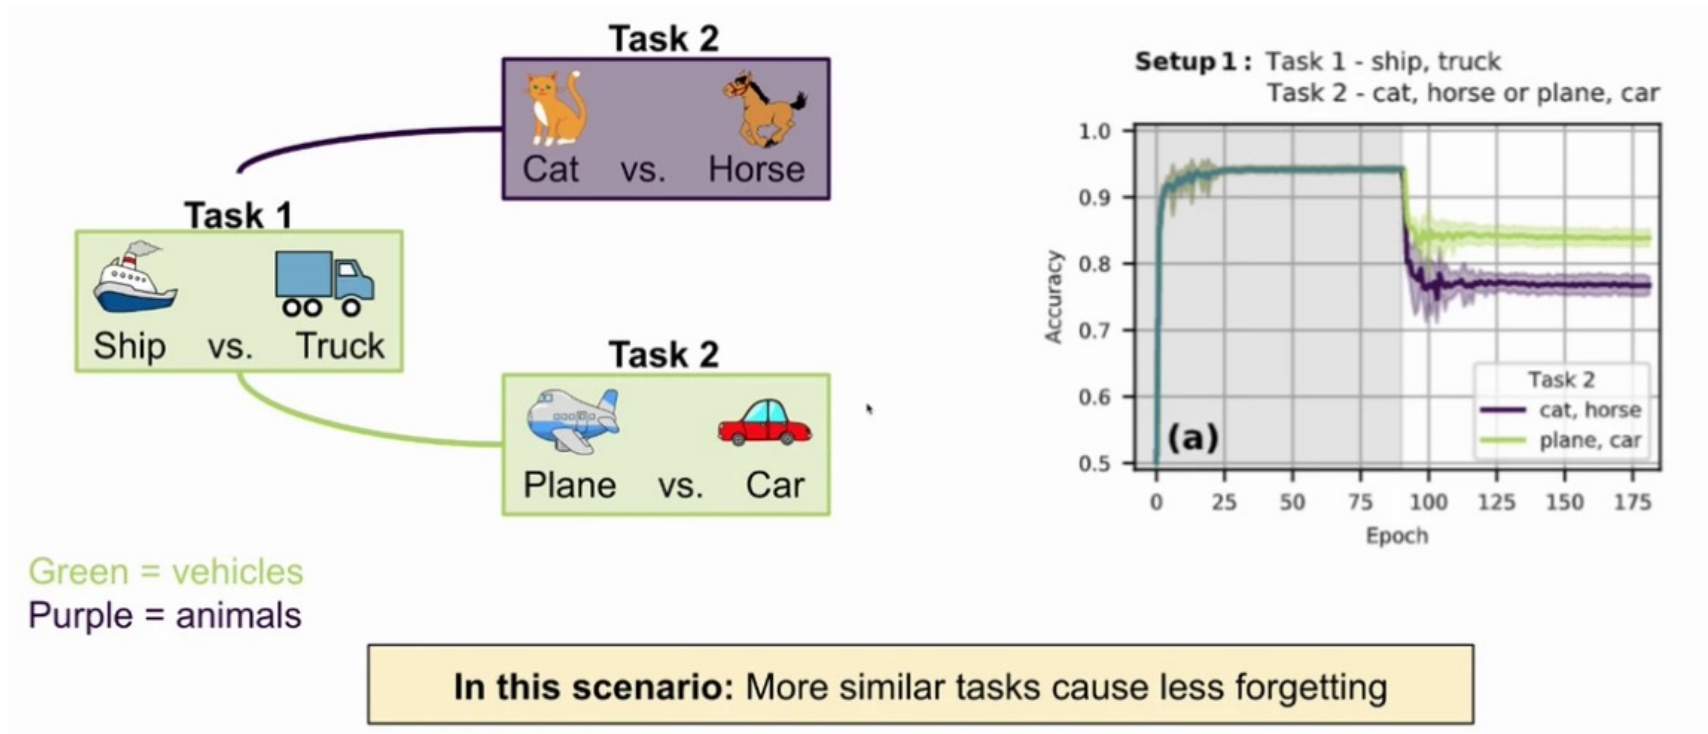 Task 2
Cat vs. Horse
Task 1
Ship vs. Truck
Task 2
Plane vs. Car
Green = vehicles
Purple = animals
Setup 1: Task 1 - ship, truck
Task 2 - cat, horse or plane, car
1.0
0.9
0.8
0.7
0.6
0.5
Accuracy
(a)
Task 2
cat, horse
plane, car
0 25 50 75 100 125 150 175
Epoch
In this scenario: More similar tasks cause less forgetting